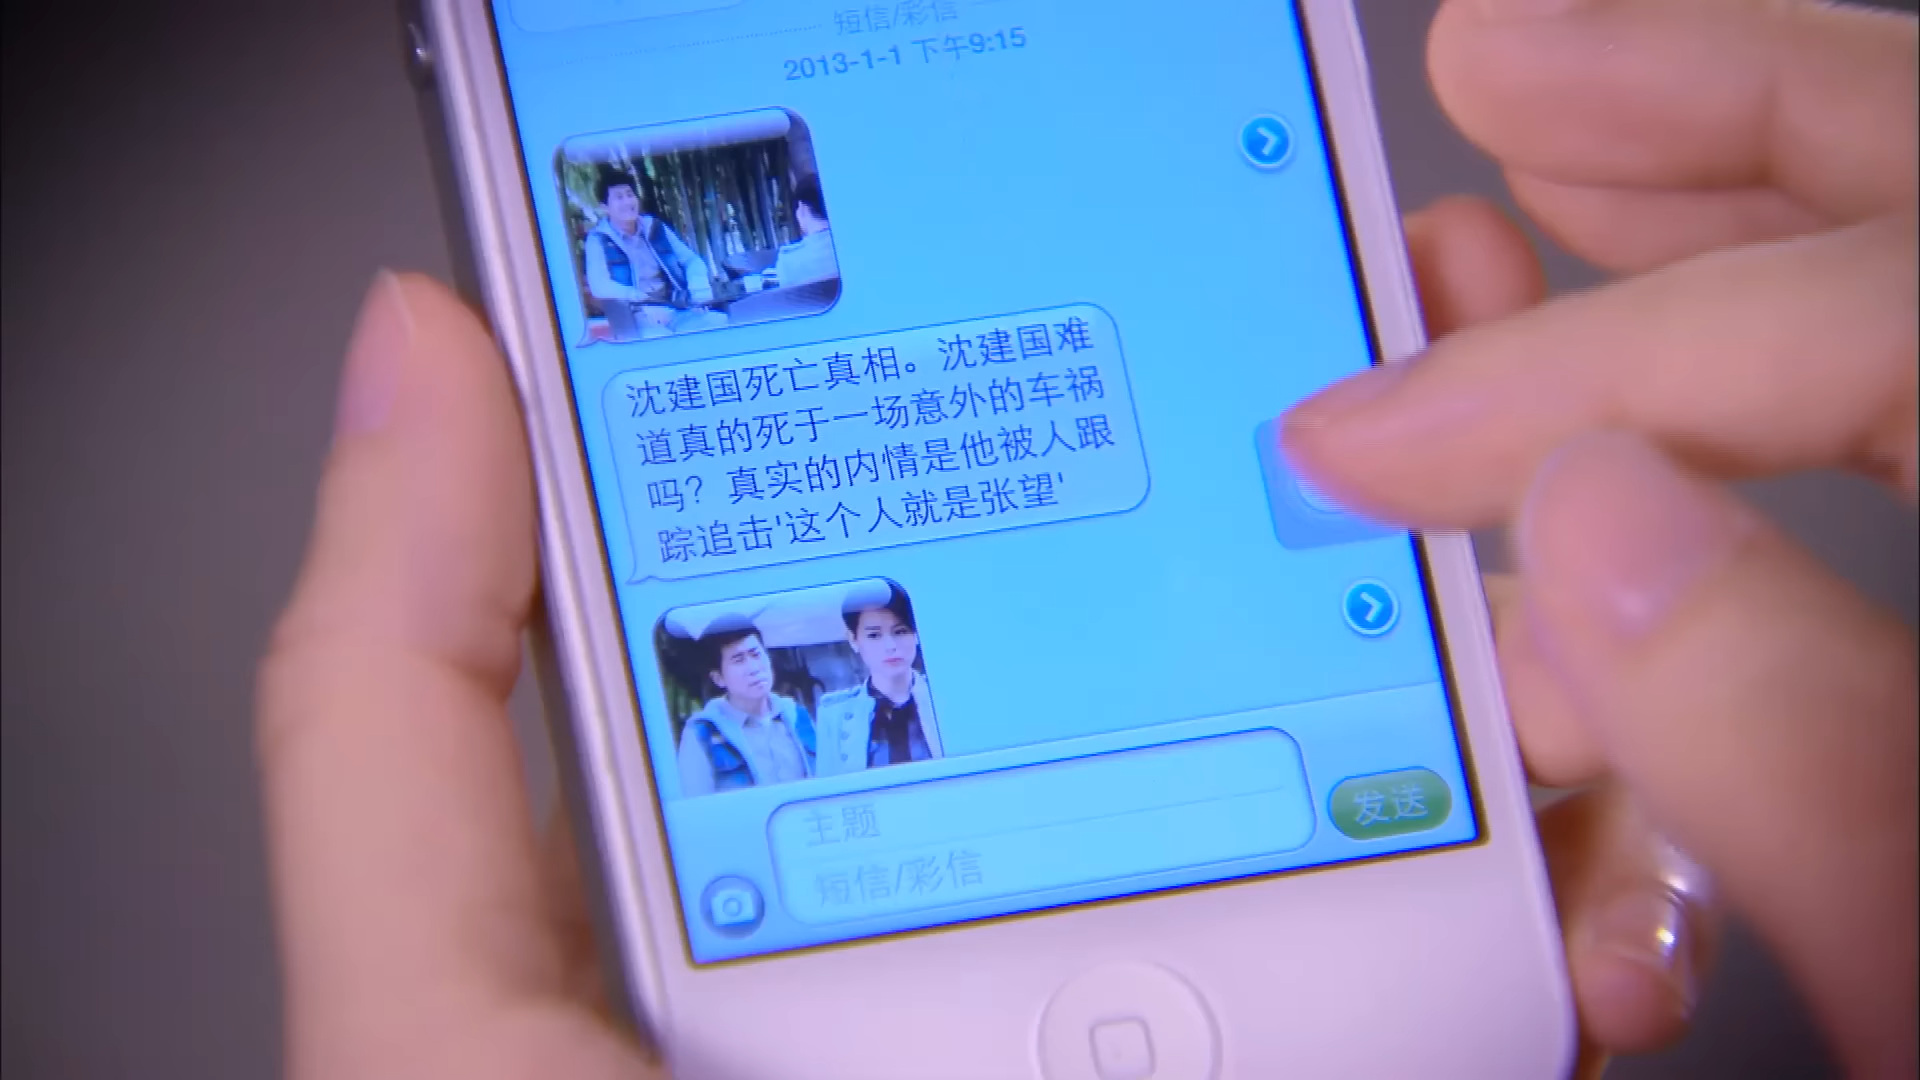 短信/彩信
2013-1-1 下午9:15
沈建国死亡真相。沈建国难
道真的死于一场意外的车祸
吗？真实的内情是他被人跟
踪追击'这个人就是张望'
主题
短信/彩信
发送